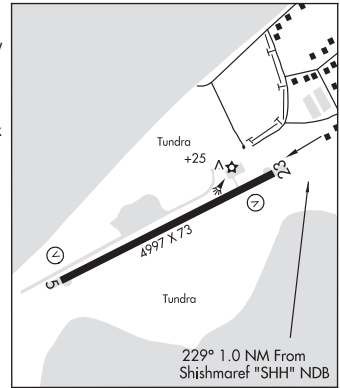 Tundra
+25
23
4997 X 73
5
Tundra
229° 1.0 NM From
Shishmaref "SHH" NDB